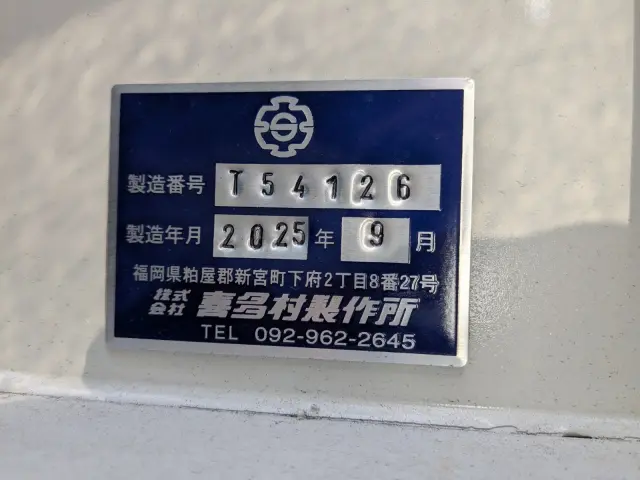 製造番号 T54126
製造年月 2025年 9月
福岡県粕屋郡新宮町下府2丁目8番27号
株式会社 喜多村製作所
TEL 092-962-2645